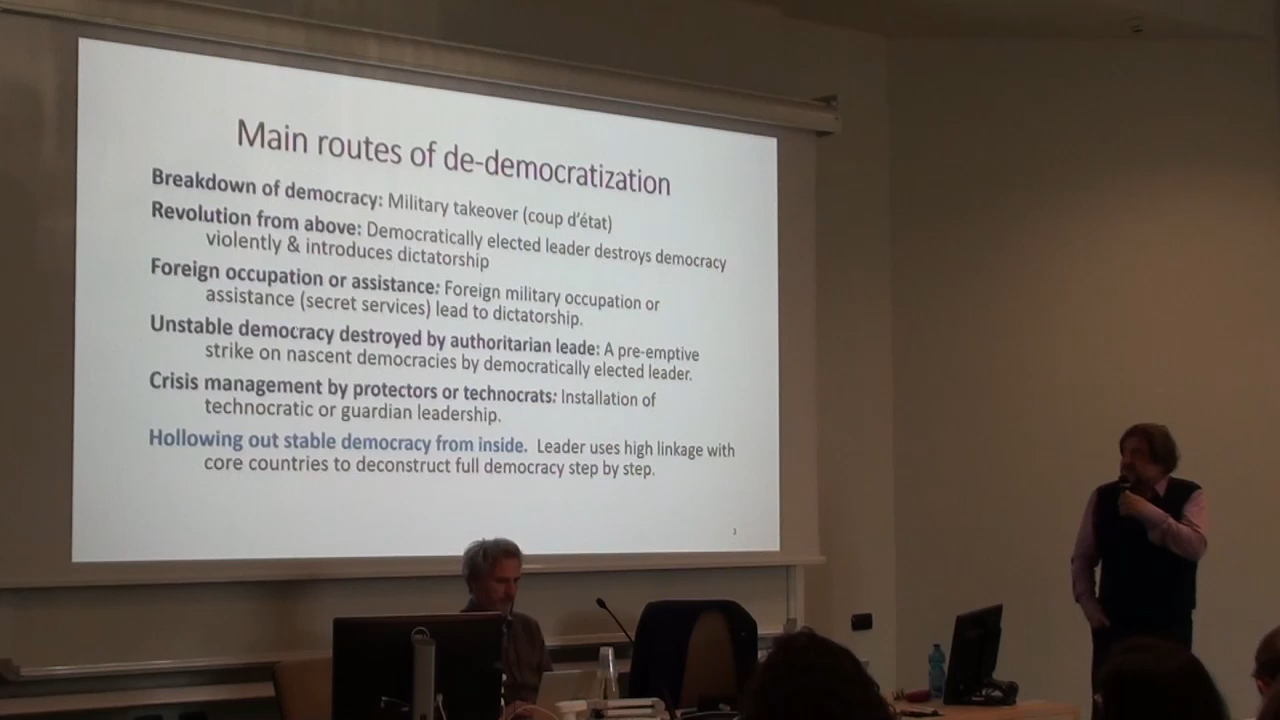 Main routes of de-democratization
Breakdown of democracy: Military takeover (coup d'état)
Revolution from above: Democratically elected leader destroys democracy
violently & introduces dictatorship
Foreign occupation or assistance: Foreign military occupation or
assistance (secret services) lead to dictatorship.
Unstable democracy destroyed by authoritarian leade: A pre-emptive
strike on nascent democracies by democratically elected leader.
Crisis management by protectors or technocrats: Installation of
technocratic or guardian leadership.
Hollowing out stable democracy from inside. Leader uses high linkage with
core countries to deconstruct full democracy step by step.